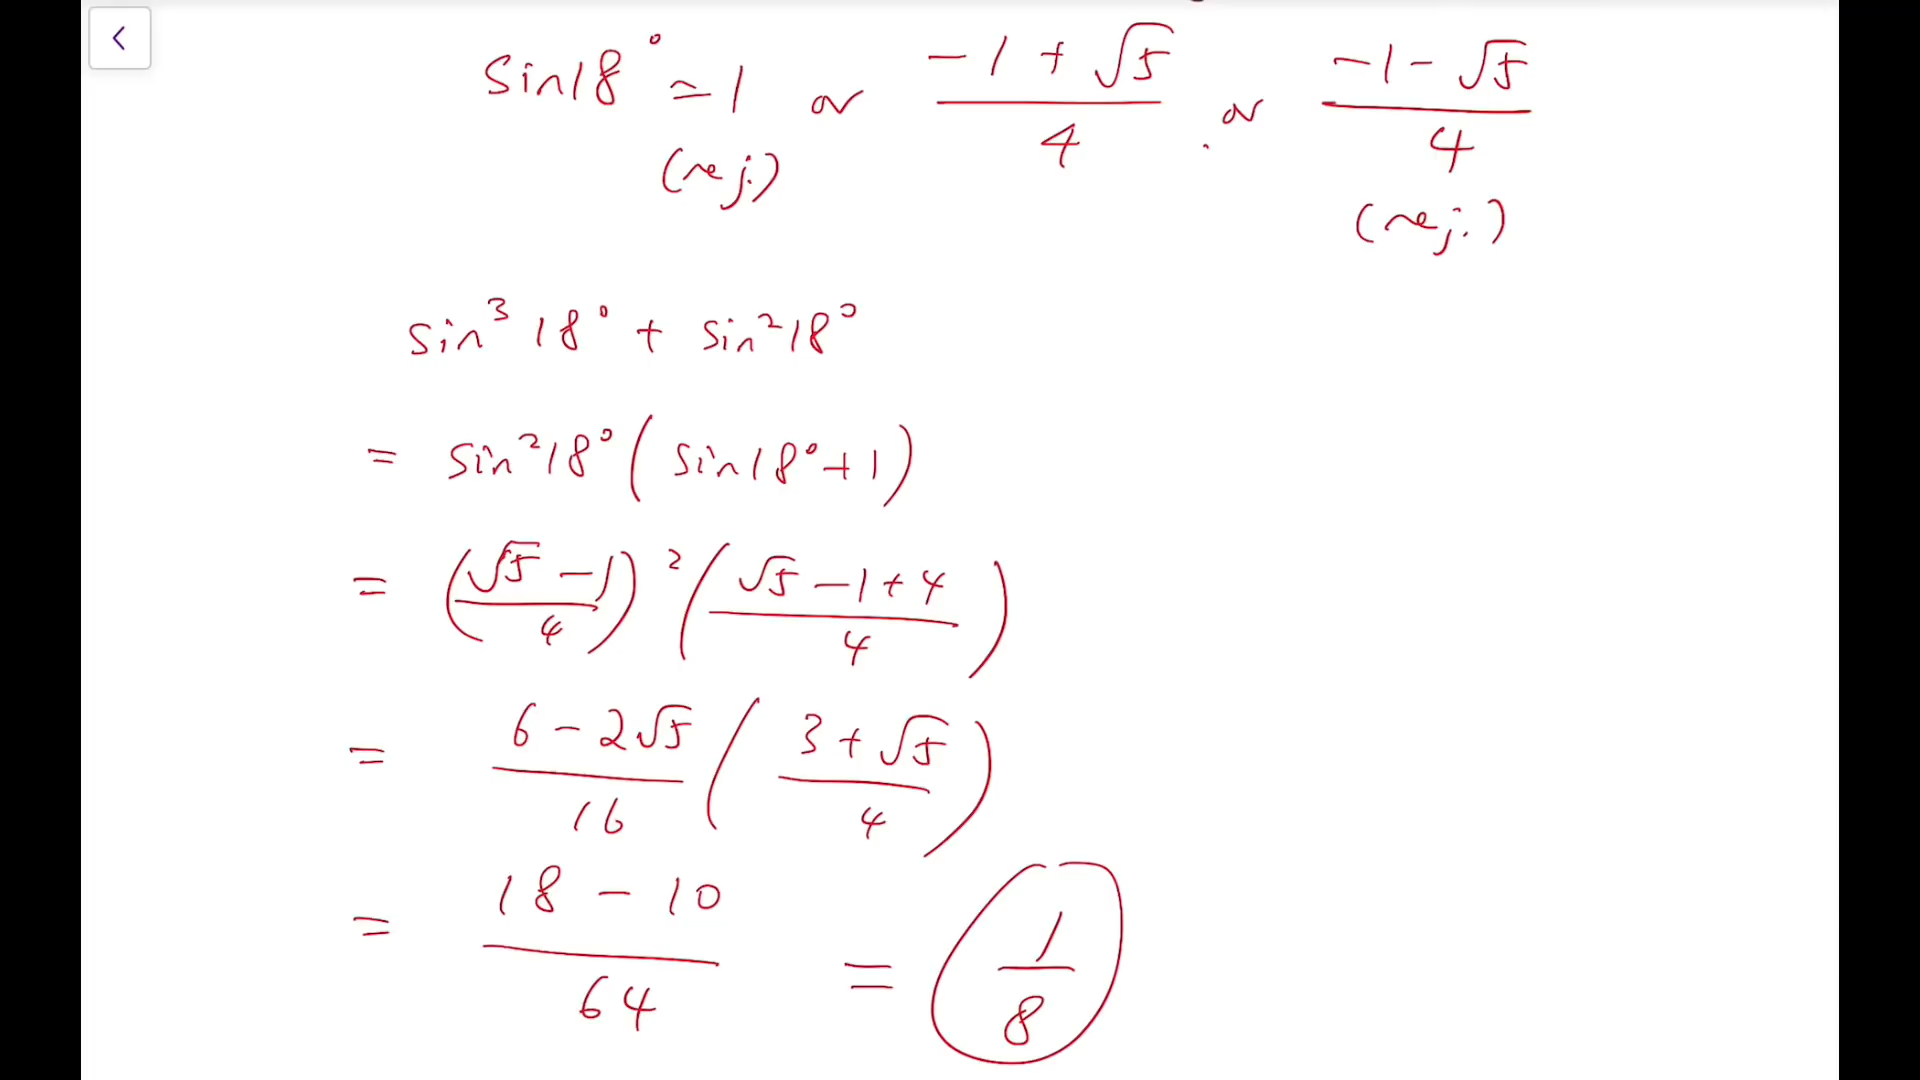 sin18° = 1 or (-1+√5)/4 or (-1-√5)/4
(rej.) (rej.)
sin³18° + sin²18°
= sin²18°(sin18°+1)
= ((√5-1)/4)²((√5-1+4)/4)
= (6-2√5)/16((3+√5)/4)
= (18-10)/64 = 1/8